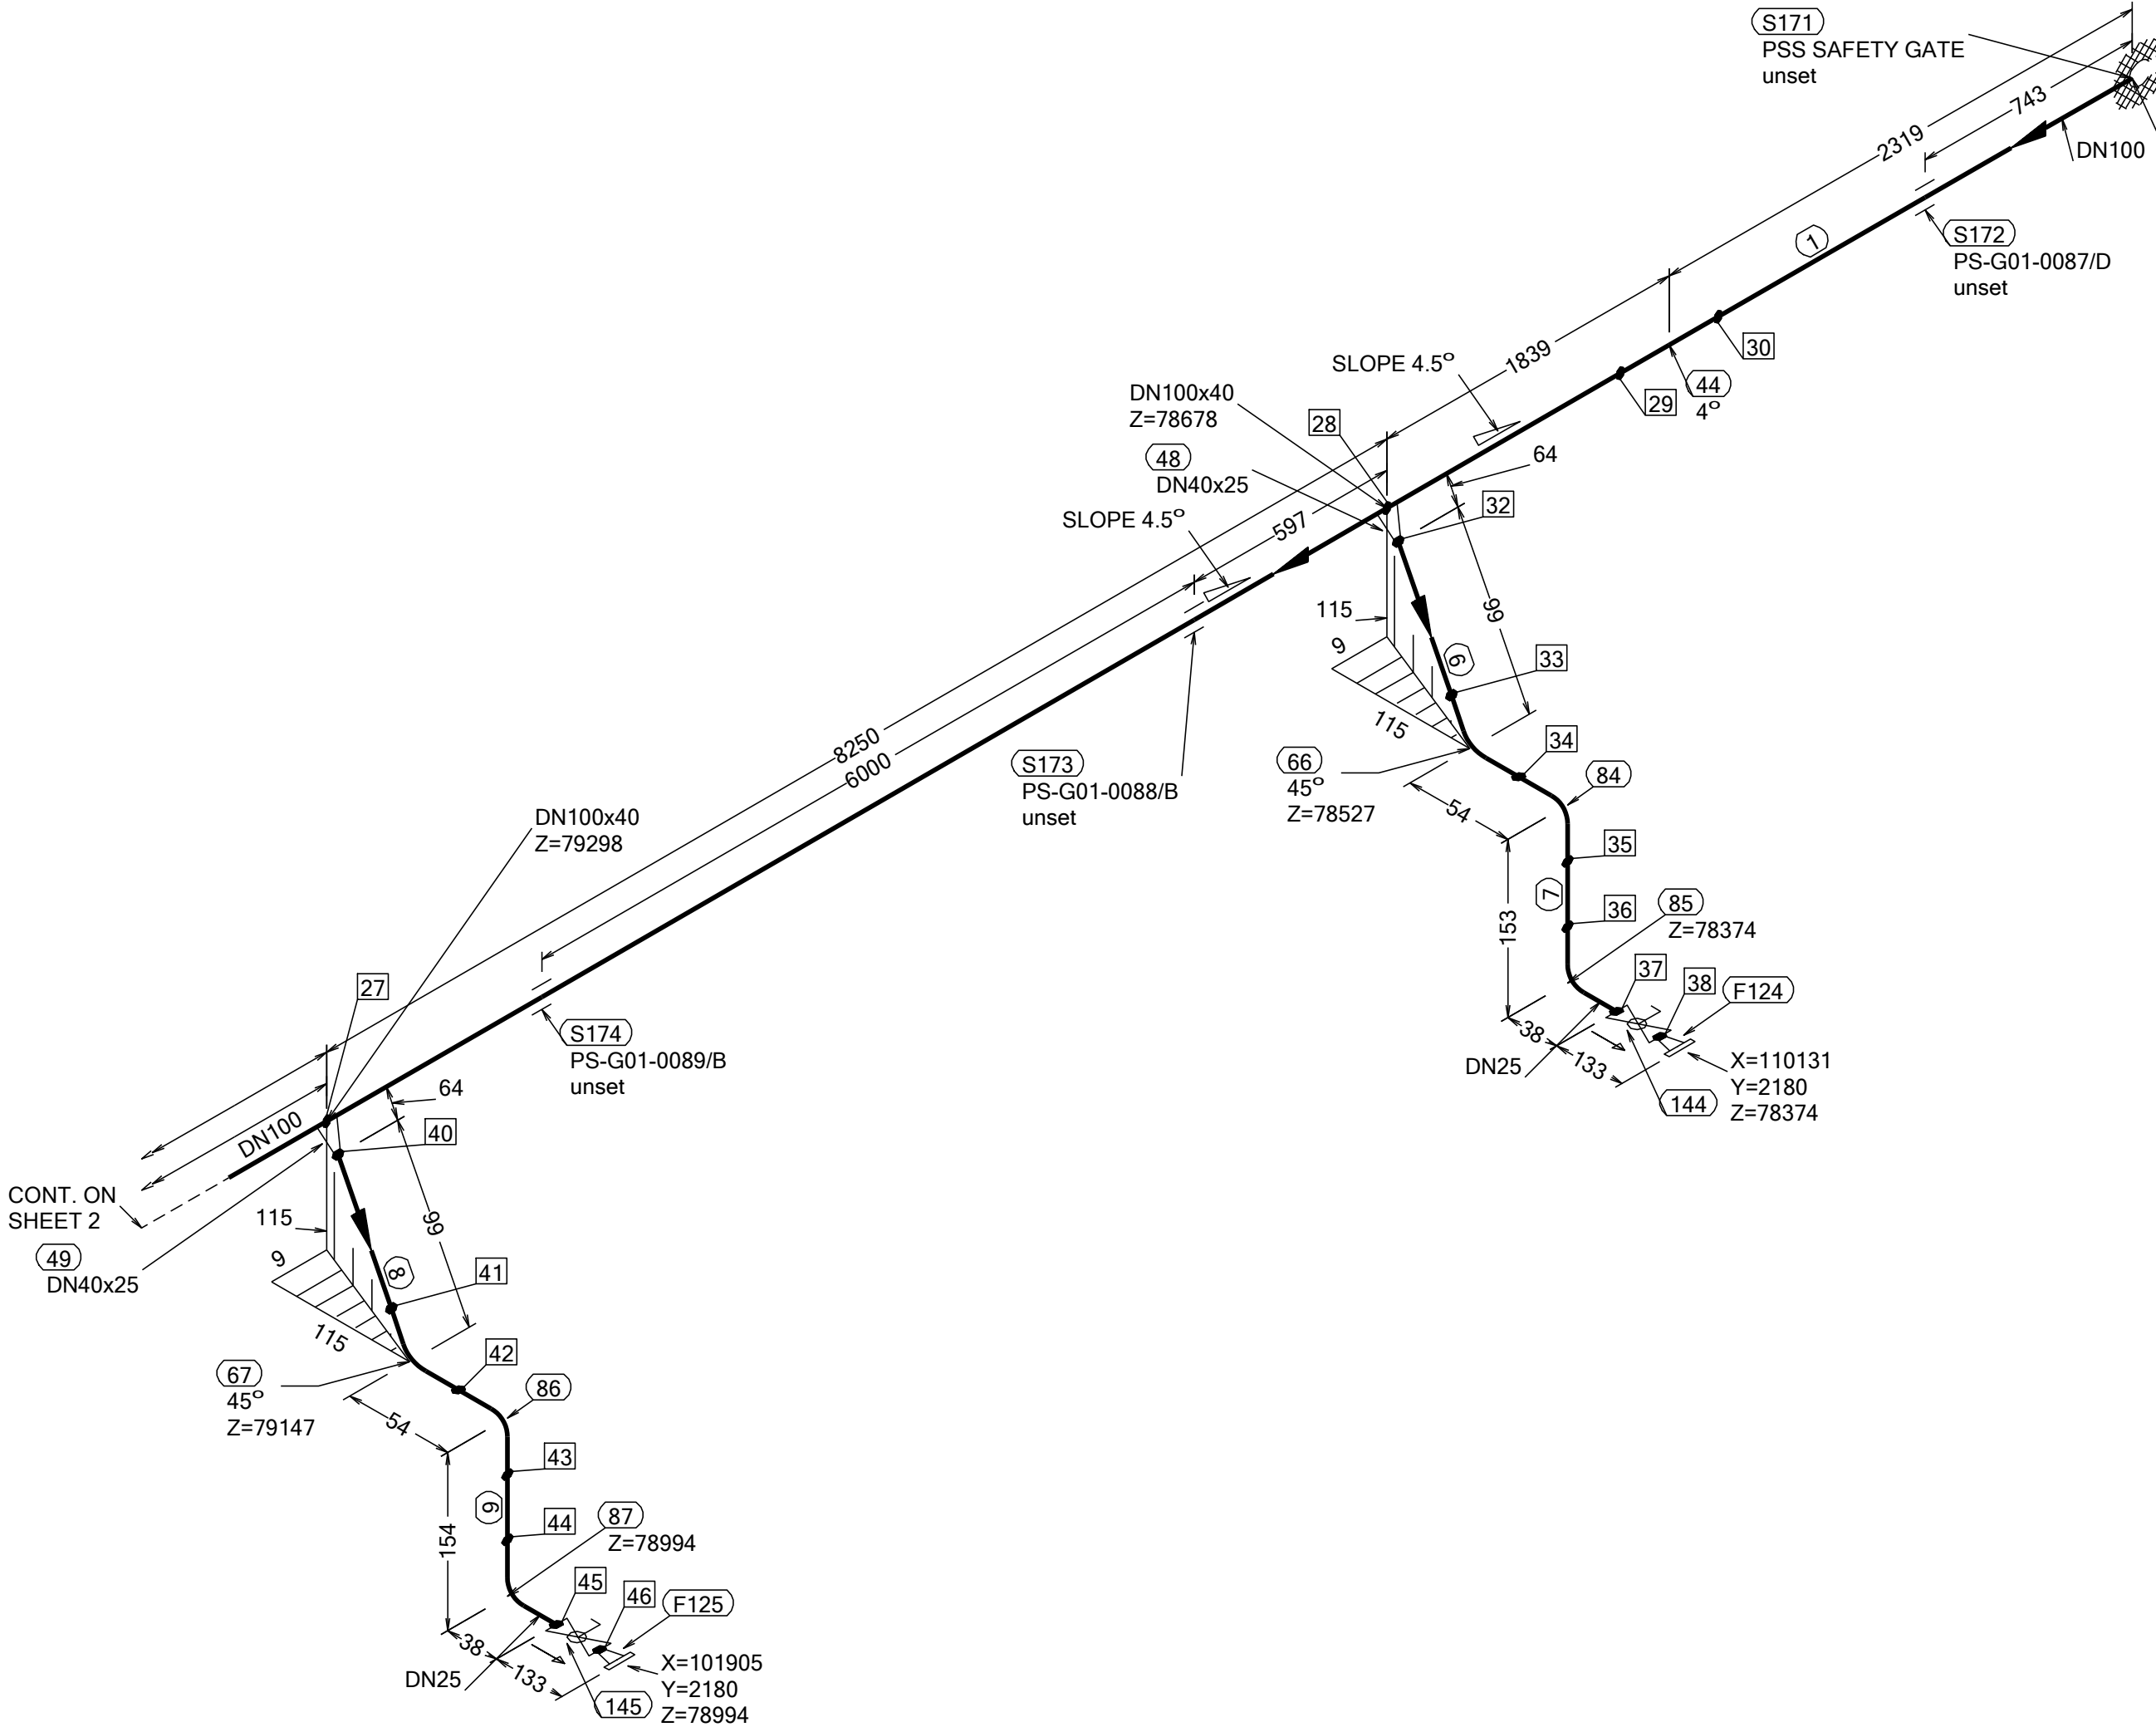 S171
PSS SAFETY GATE
unset
743
2319
DN100
S172
PS-G01-0087/D
unset
1
30
44
4°
29
1839
SLOPE 4.5°
DN100x40
Z=78678
28
48
DN40x25
64
32
SLOPE 4.5°
597
115
9
99
6
33
115
34
66
45°
Z=78527
84
54
35
7
36
85
Z=78374
153
37
38
F124
38
133
DN25
X=110131
Y=2180
Z=78374
144
8250
6000
S173
PS-G01-0088/B
unset
DN100x40
Z=79298
27
S174
PS-G01-0089/B
unset
64
DN100
40
CONT. ON
SHEET 2
49
DN40x25
115
9
99
8
41
115
42
67
45°
Z=79147
86
54
43
9
44
87
Z=78994
154
45
46
F125
38
133
DN25
X=101905
Y=2180
Z=78994
145